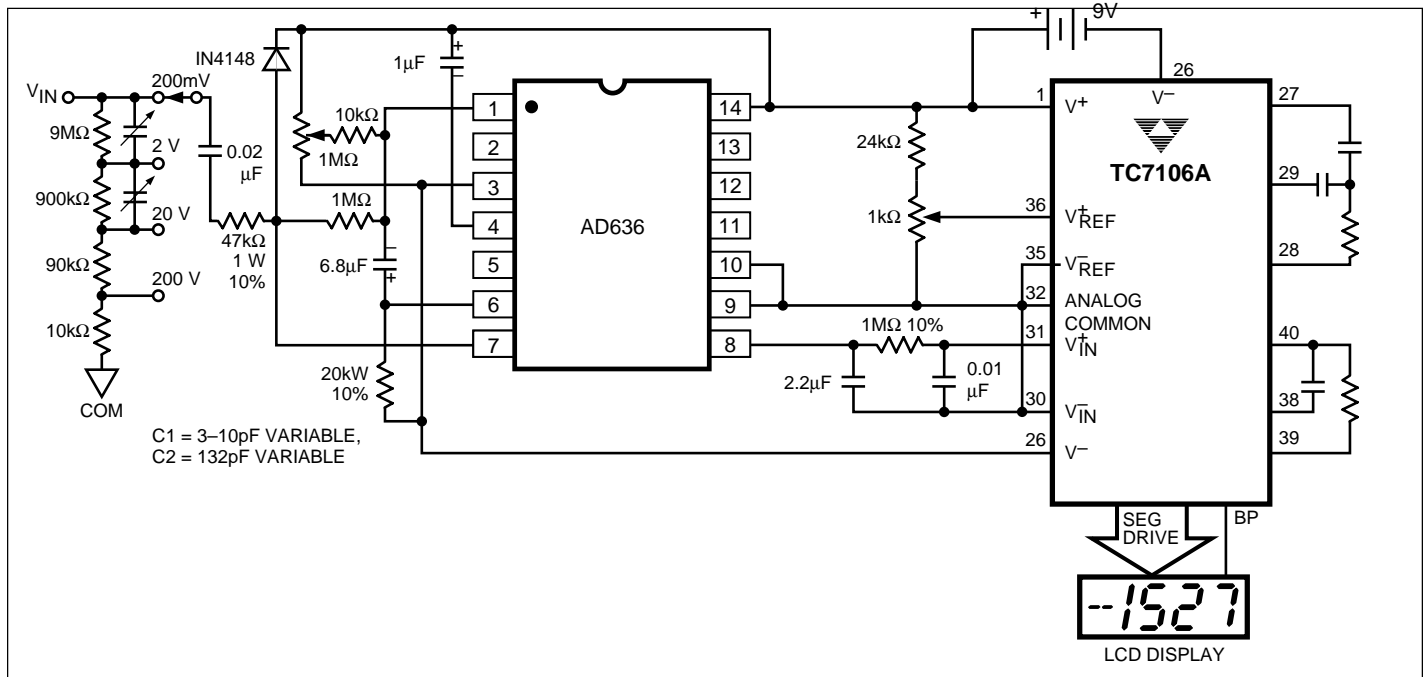 9V
+
IN4148
1µF
+
–
26
V–
VIN
200mV
9MΩ
2 V
900kΩ
20 V
90kΩ
200 V
10kΩ
COM
0.02
µF
47kΩ
1 W
10%
1MΩ
10kΩ
1MΩ
–
6.8µF
+
20kW
10%
C1 = 3–10pF VARIABLE,
C2 = 132pF VARIABLE
1
2
3
4
5
6
7
AD636
14
13
12
11
10
9
8
24kΩ
1kΩ
1MΩ 10%
2.2µF
0.01
µF
1
V+
36
V+REF
35
V–REF
32
ANALOG
COMMON
31
V+IN
30
V–IN
26
V–
TC7106A
27
29
28
40
38
39
SEG
DRIVE
BP
--1527
LCD DISPLAY